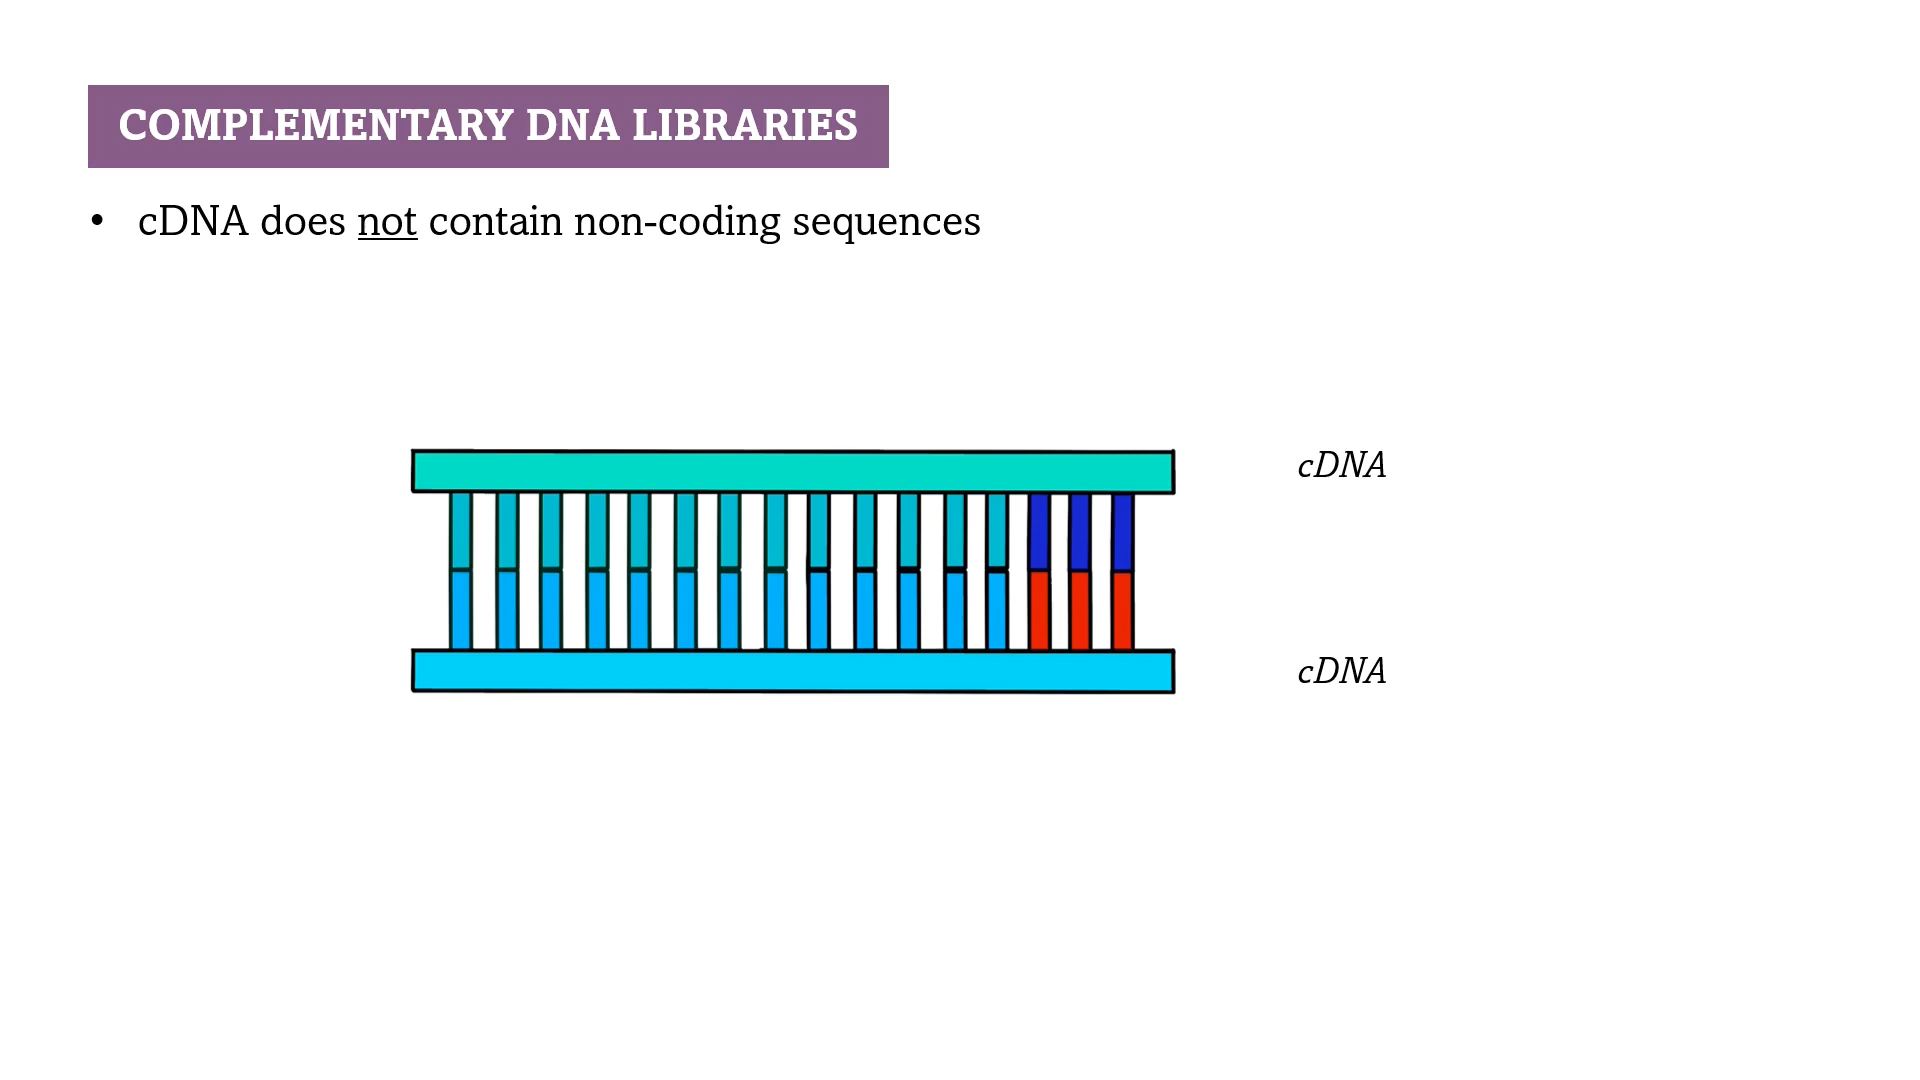 COMPLEMENTARY DNA LIBRARIES
• cDNA does not contain non-coding sequences
cDNA
cDNA